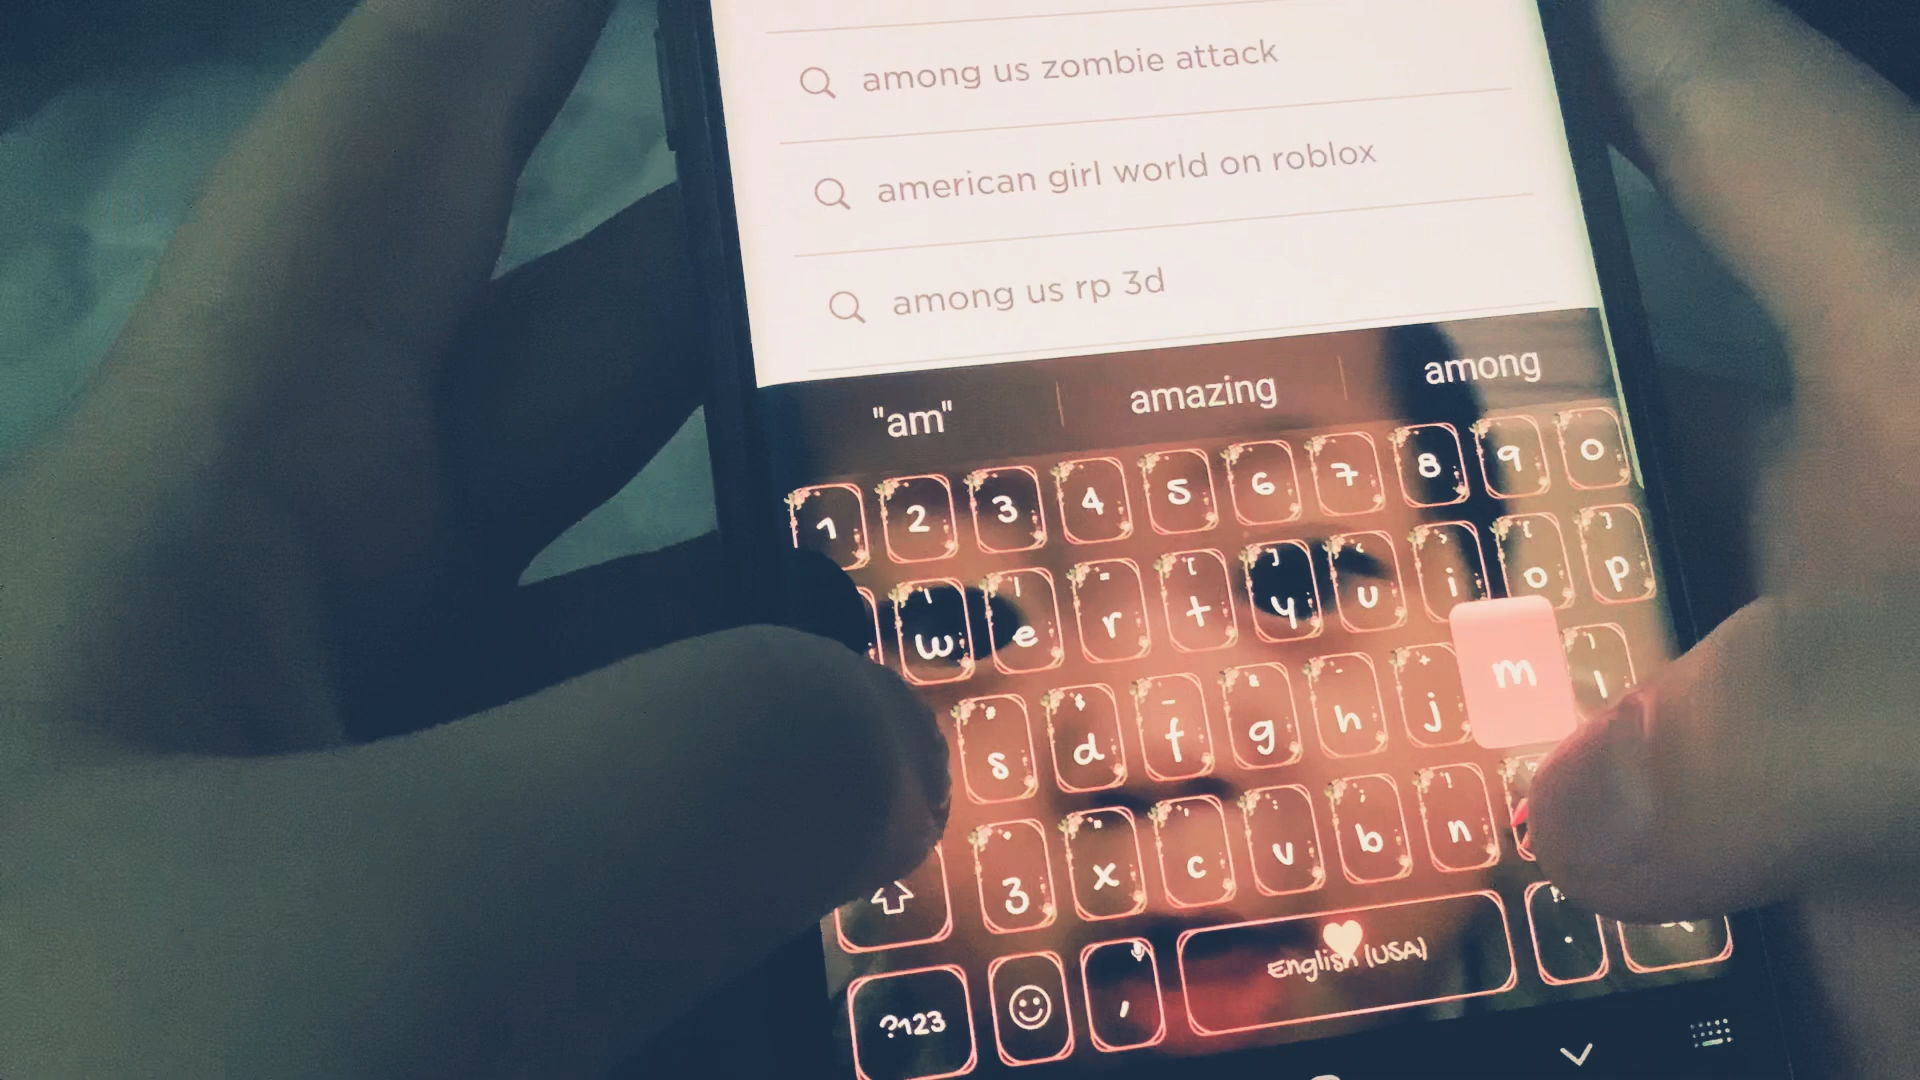 among us zombie attack
american girl world on roblox
among us rp 3d
"am" amazing among
1 2 3 4 5 6 7 8 9 0
w e r t y u i o p
s d f g h j m l
z x c v b n
?123 , English (USA) .